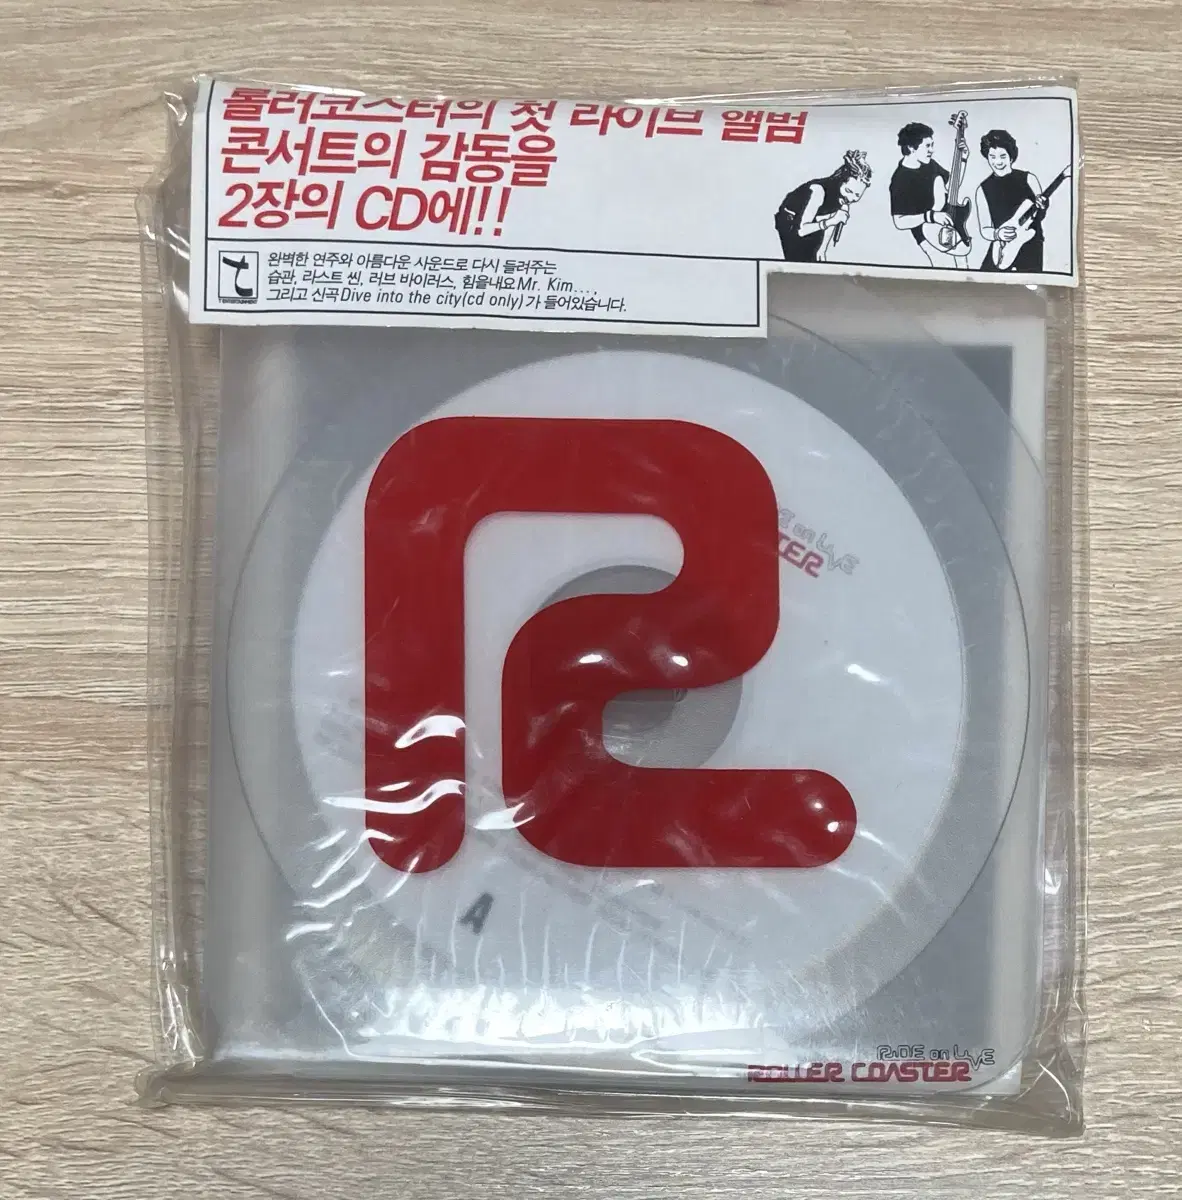 롤러코스터의 첫 라이브 앨범
콘서트의 감동을
2장의 CD에!!
t
완벽한 연주와 아름다운 사운드로 다시 들려주는
습관, 라스트 씬, 러브 바이러스, 힘을내요 Mr. Kim....,
그리고 신곡 Dive into the city(cd only)가 들어있습니다.
on LIVE
TER
A
RIDE on LIVE
ROLLER COASTER